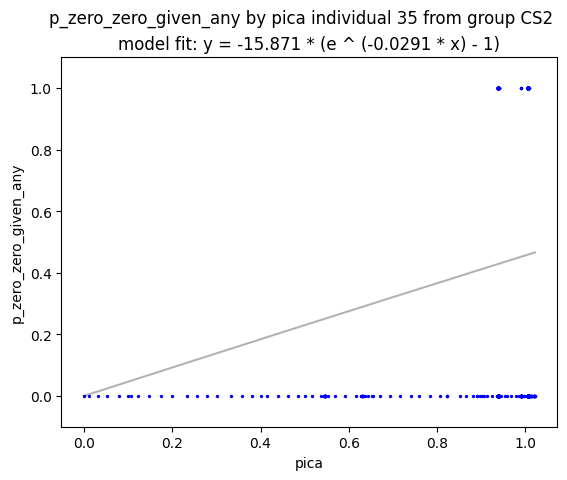 p_zero_zero_given_any by pica individual 35 from group CS2
model fit: y = -15.871 * (e ^ (-0.0291 * x) - 1)
1.0
0.8
0.6
0.4
0.2
0.0
p_zero_zero_given_any
0.0 0.2 0.4 0.6 0.8 1.0
pica